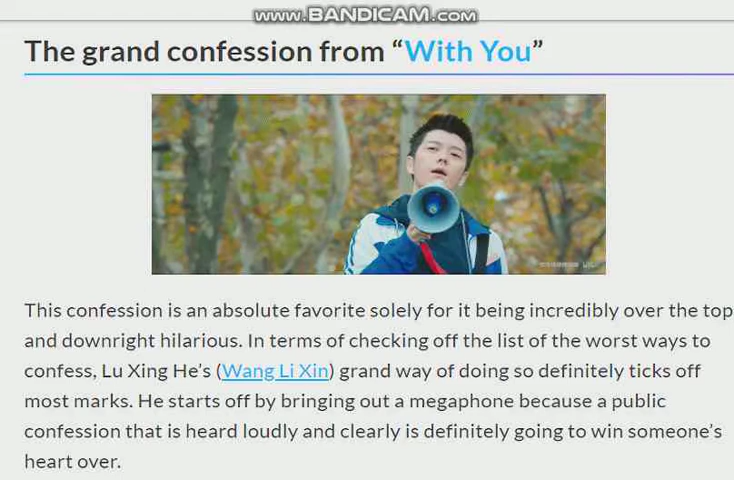 www.BANDICAM.com
The grand confession from “With You”
This confession is an absolute favorite solely for it being incredibly over the top
and downright hilarious. In terms of checking off the list of the worst ways to
confess, Lu Xing He’s (Wang Li Xin) grand way of doing so definitely ticks off
most marks. He starts off by bringing out a megaphone because a public
confession that is heard loudly and clearly is definitely going to win someone’s
heart over.